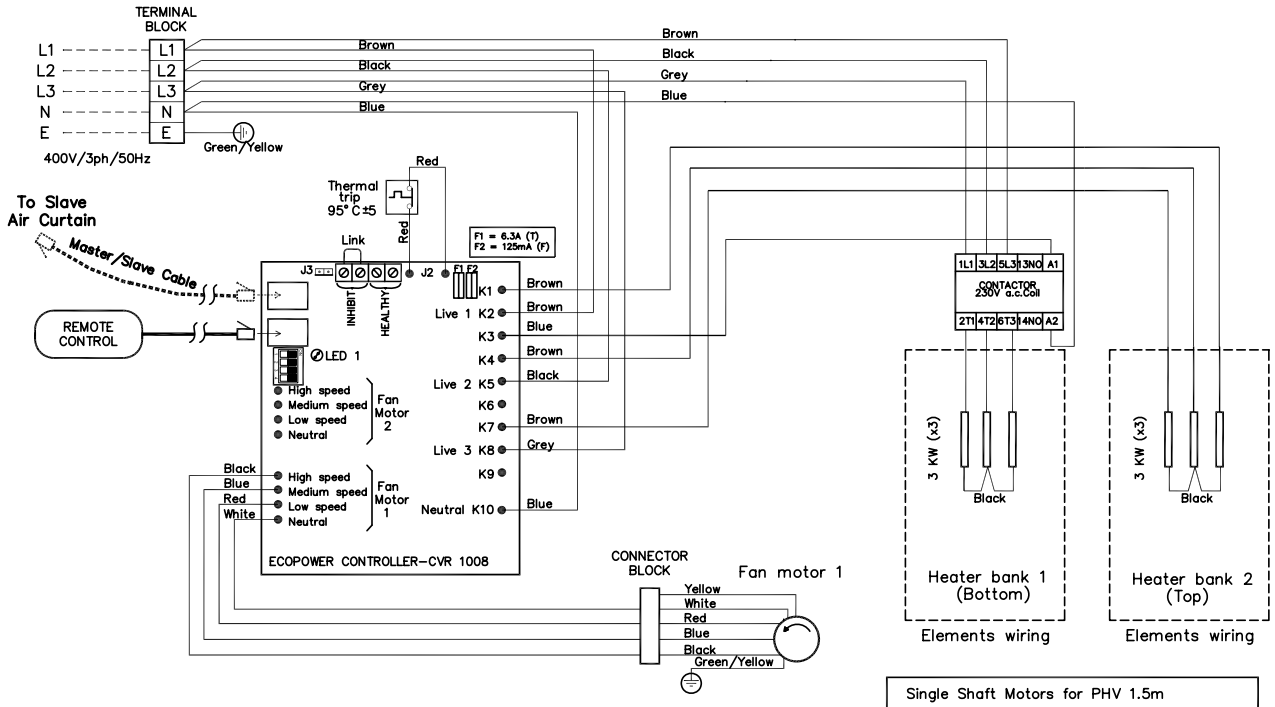 TERMINAL
BLOCK
L1 L1
L2 L2
L3 L3
N N
E E
400V/3ph/50Hz
Green/Yellow
Brown
Black
Grey
Blue
Brown
Black
Grey
Blue
To Slave
Air Curtain
Master/Slave Cable
REMOTE
CONTROL
Thermal
trip
95°C±5
Red
Red
Link
F1 = 6.3A (T)
F2 = 125mA (F)
J3
J2
F1 F2
INHIBIT
HEALTHY
LED 1
K1 Brown
Live 1 K2 Brown
K3 Blue
K4 Brown
Live 2 K5 Black
K6
K7 Brown
Live 3 K8 Grey
K9
Neutral K10 Blue
High speed
Medium speed
Low speed
Neutral
Fan
Motor
2
Black High speed
Blue Medium speed
Red Low speed
White Neutral
Fan
Motor
1
ECOPOWER CONTROLLER-CVR 1008
CONNECTOR
BLOCK
Fan motor 1
Yellow
White
Red
Blue
Black
Green/Yellow
1L1 3L2 5L3 13NO A1
CONTACTOR
230V a.c.Coil
2T1 4T2 6T3 14NO A2
3 KW (x3)
Black
Heater bank 1
(Bottom)
Elements wiring
3 KW (x3)
Black
Heater bank 2
(Top)
Elements wiring
Single Shaft Motors for PHV 1.5m